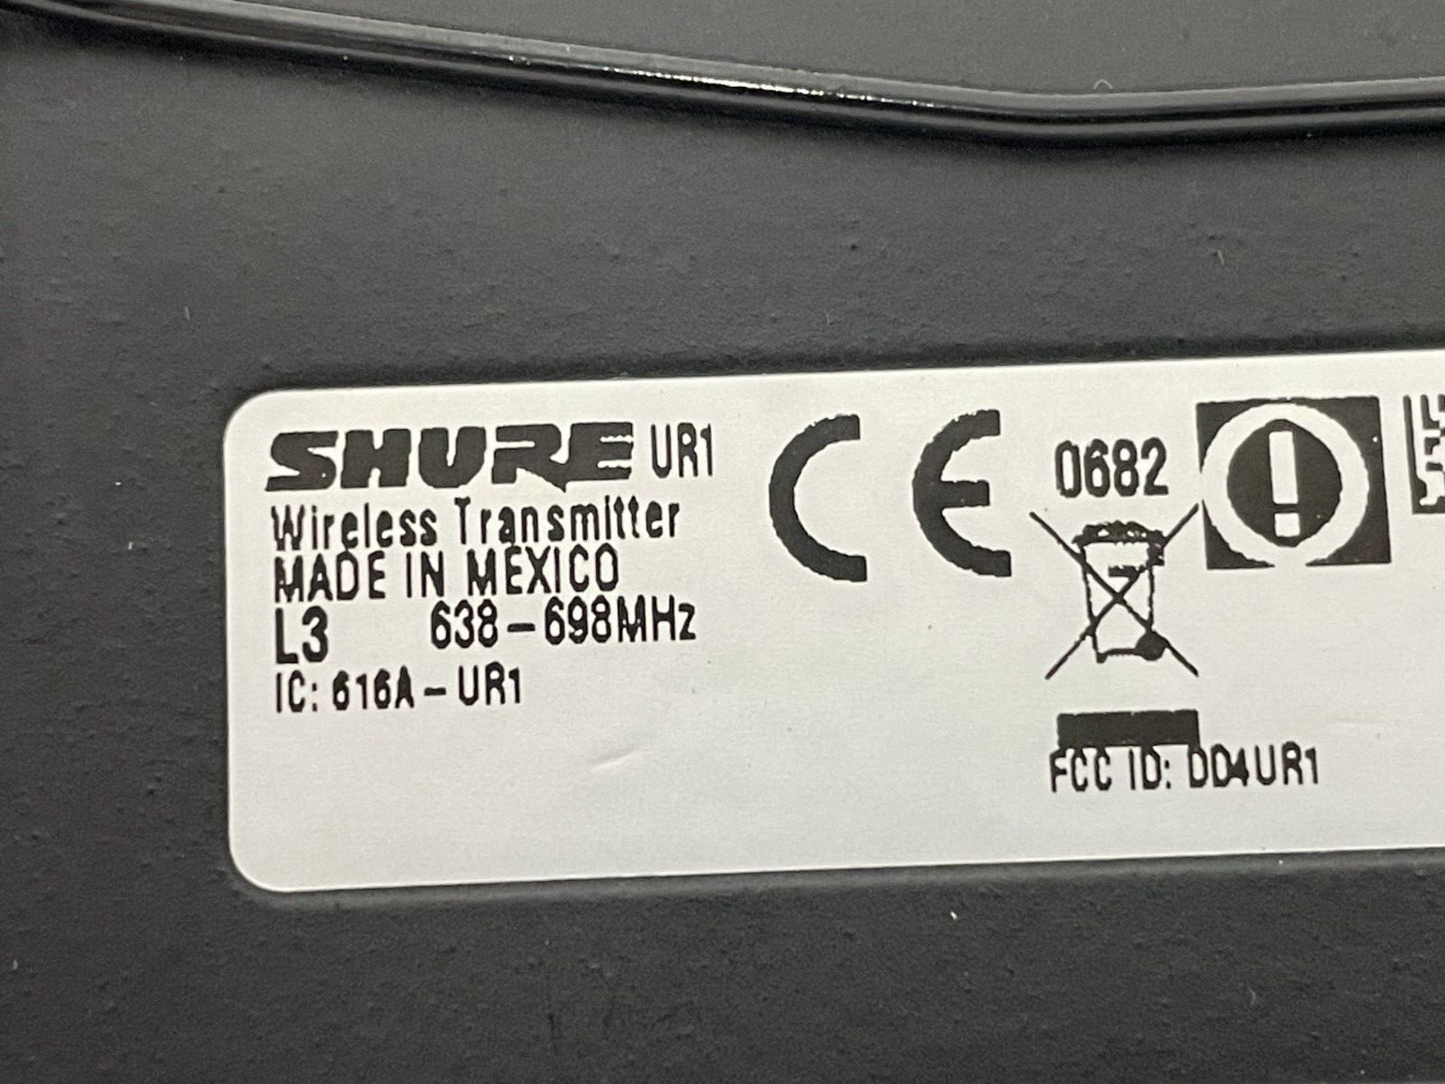 SHURE UR1
Wireless Transmitter
MADE IN MEXICO
L3 638-698MHz
IC: 616A-UR1
CE 0682
FCC ID: DD4UR1